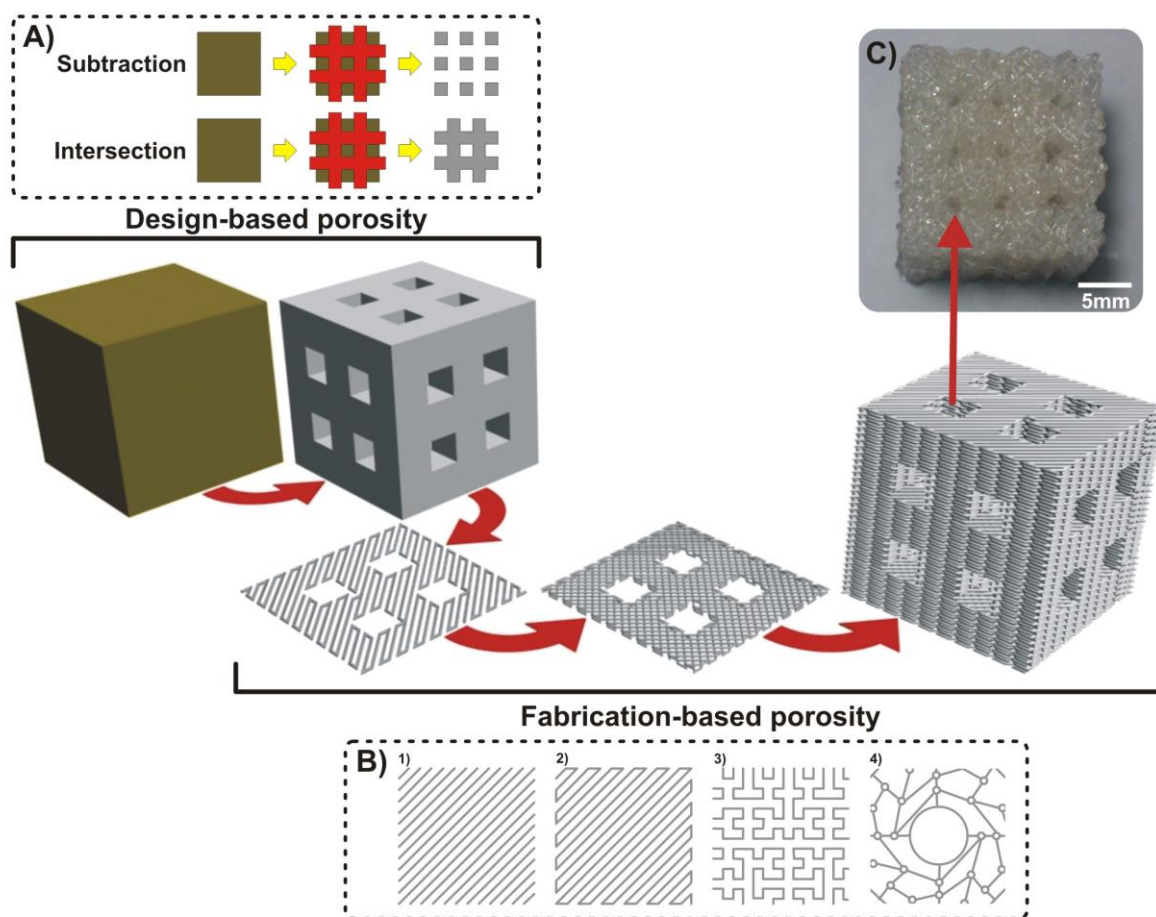 A)
Subtraction
Intersection
Design-based porosity
C)
5mm
Fabrication-based porosity
B)
1)
2)
3)
4)